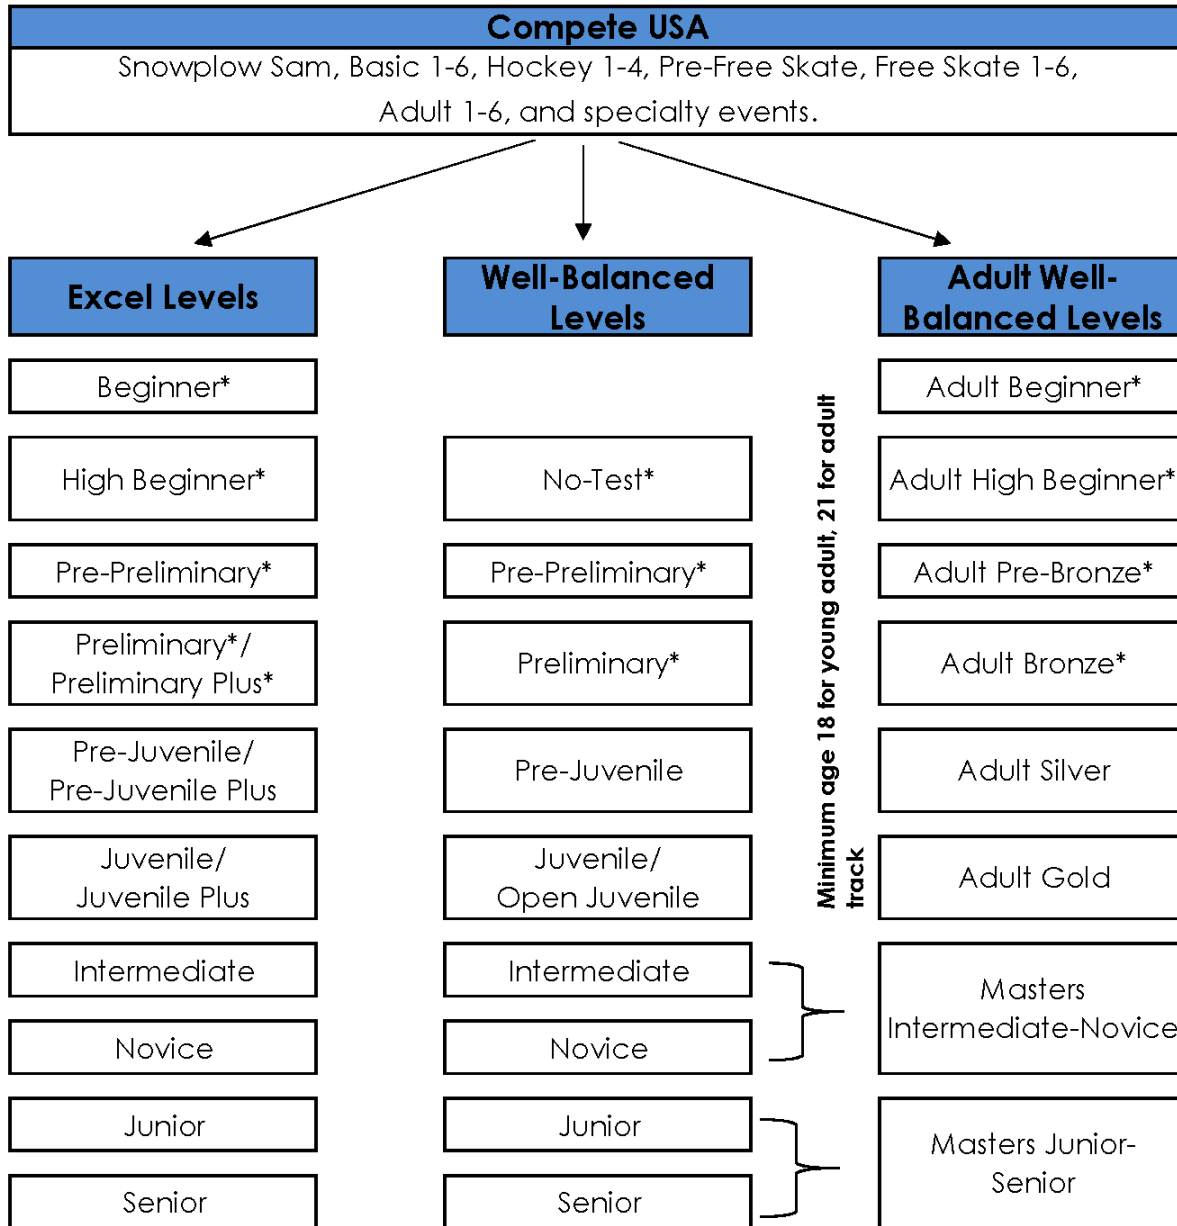 Compete USA
Snowplow Sam, Basic 1-6, Hockey 1-4, Pre-Free Skate, Free Skate 1-6,
Adult 1-6, and specialty events.
Excel Levels
Beginner*
High Beginner*
Pre-Preliminary*
Preliminary*/
Preliminary Plus*
Pre-Juvenile/
Pre-Juvenile Plus
Juvenile/
Juvenile Plus
Intermediate
Novice
Junior
Senior
Well-Balanced
Levels
No-Test*
Pre-Preliminary*
Preliminary*
Pre-Juvenile
Juvenile/
Open Juvenile
Intermediate
Novice
Junior
Senior
Minimum age 18 for young adult, 21 for adult
track
Adult Well-
Balanced Levels
Adult Beginner*
Adult High Beginner*
Adult Pre-Bronze*
Adult Bronze*
Adult Silver
Adult Gold
Masters
Intermediate-Novice
Masters Junior-
Senior